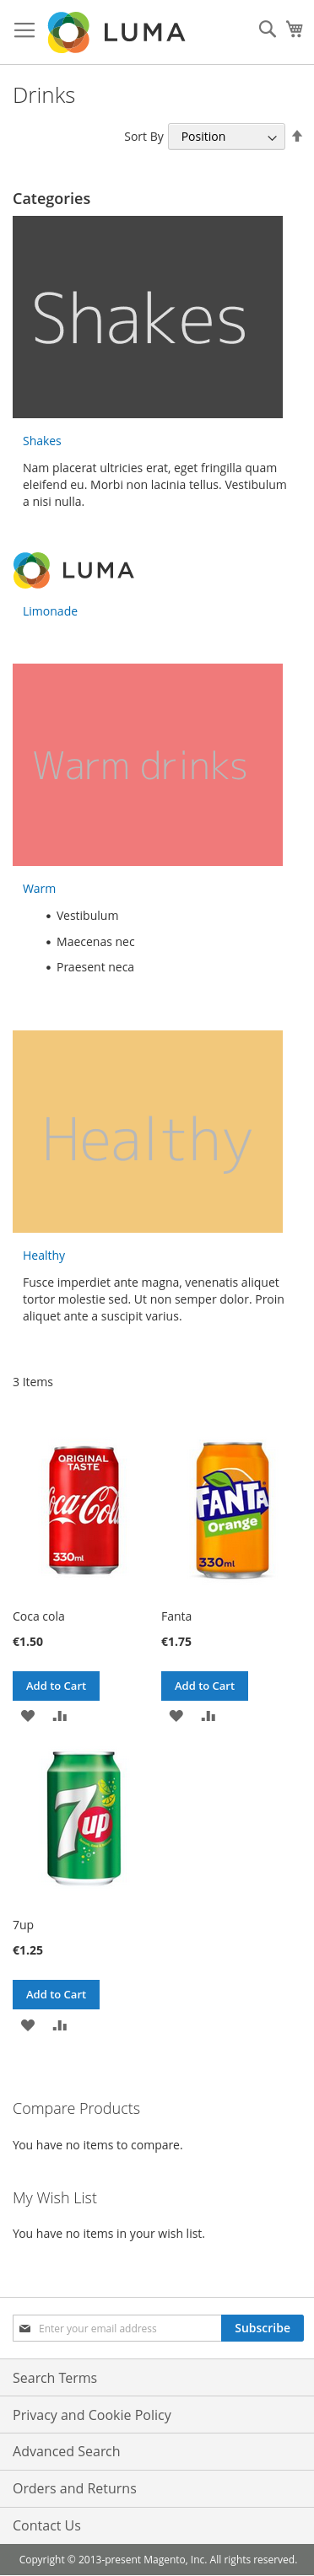 LUMA
Drinks
Sort By Position
Categories
Shakes
Shakes
Nam placerat ultricies erat, eget fringilla quam
eleifend eu. Morbi non lacinia tellus. Vestibulum
a nisi nulla.
LUMA
Limonade
Warm drinks
Warm
• Vestibulum
• Maecenas nec
• Praesent neca
Healthy
Healthy
Fusce imperdiet ante magna, venenatis aliquet
tortor molestie sed. Ut non semper dolor. Proin
aliquet ante a suscipit varius.
3 Items
ORIGINAL
TASTE
Coca-Cola
330ml
FANTA
Orange
330ml
Coca cola
€1.50
Add to Cart
Fanta
€1.75
Add to Cart
7up
7up
€1.25
Add to Cart
Compare Products
You have no items to compare.
My Wish List
You have no items in your wish list.
Enter your email address
Subscribe
Search Terms
Privacy and Cookie Policy
Advanced Search
Orders and Returns
Contact Us
Copyright © 2013-present Magento, Inc. All rights reserved.